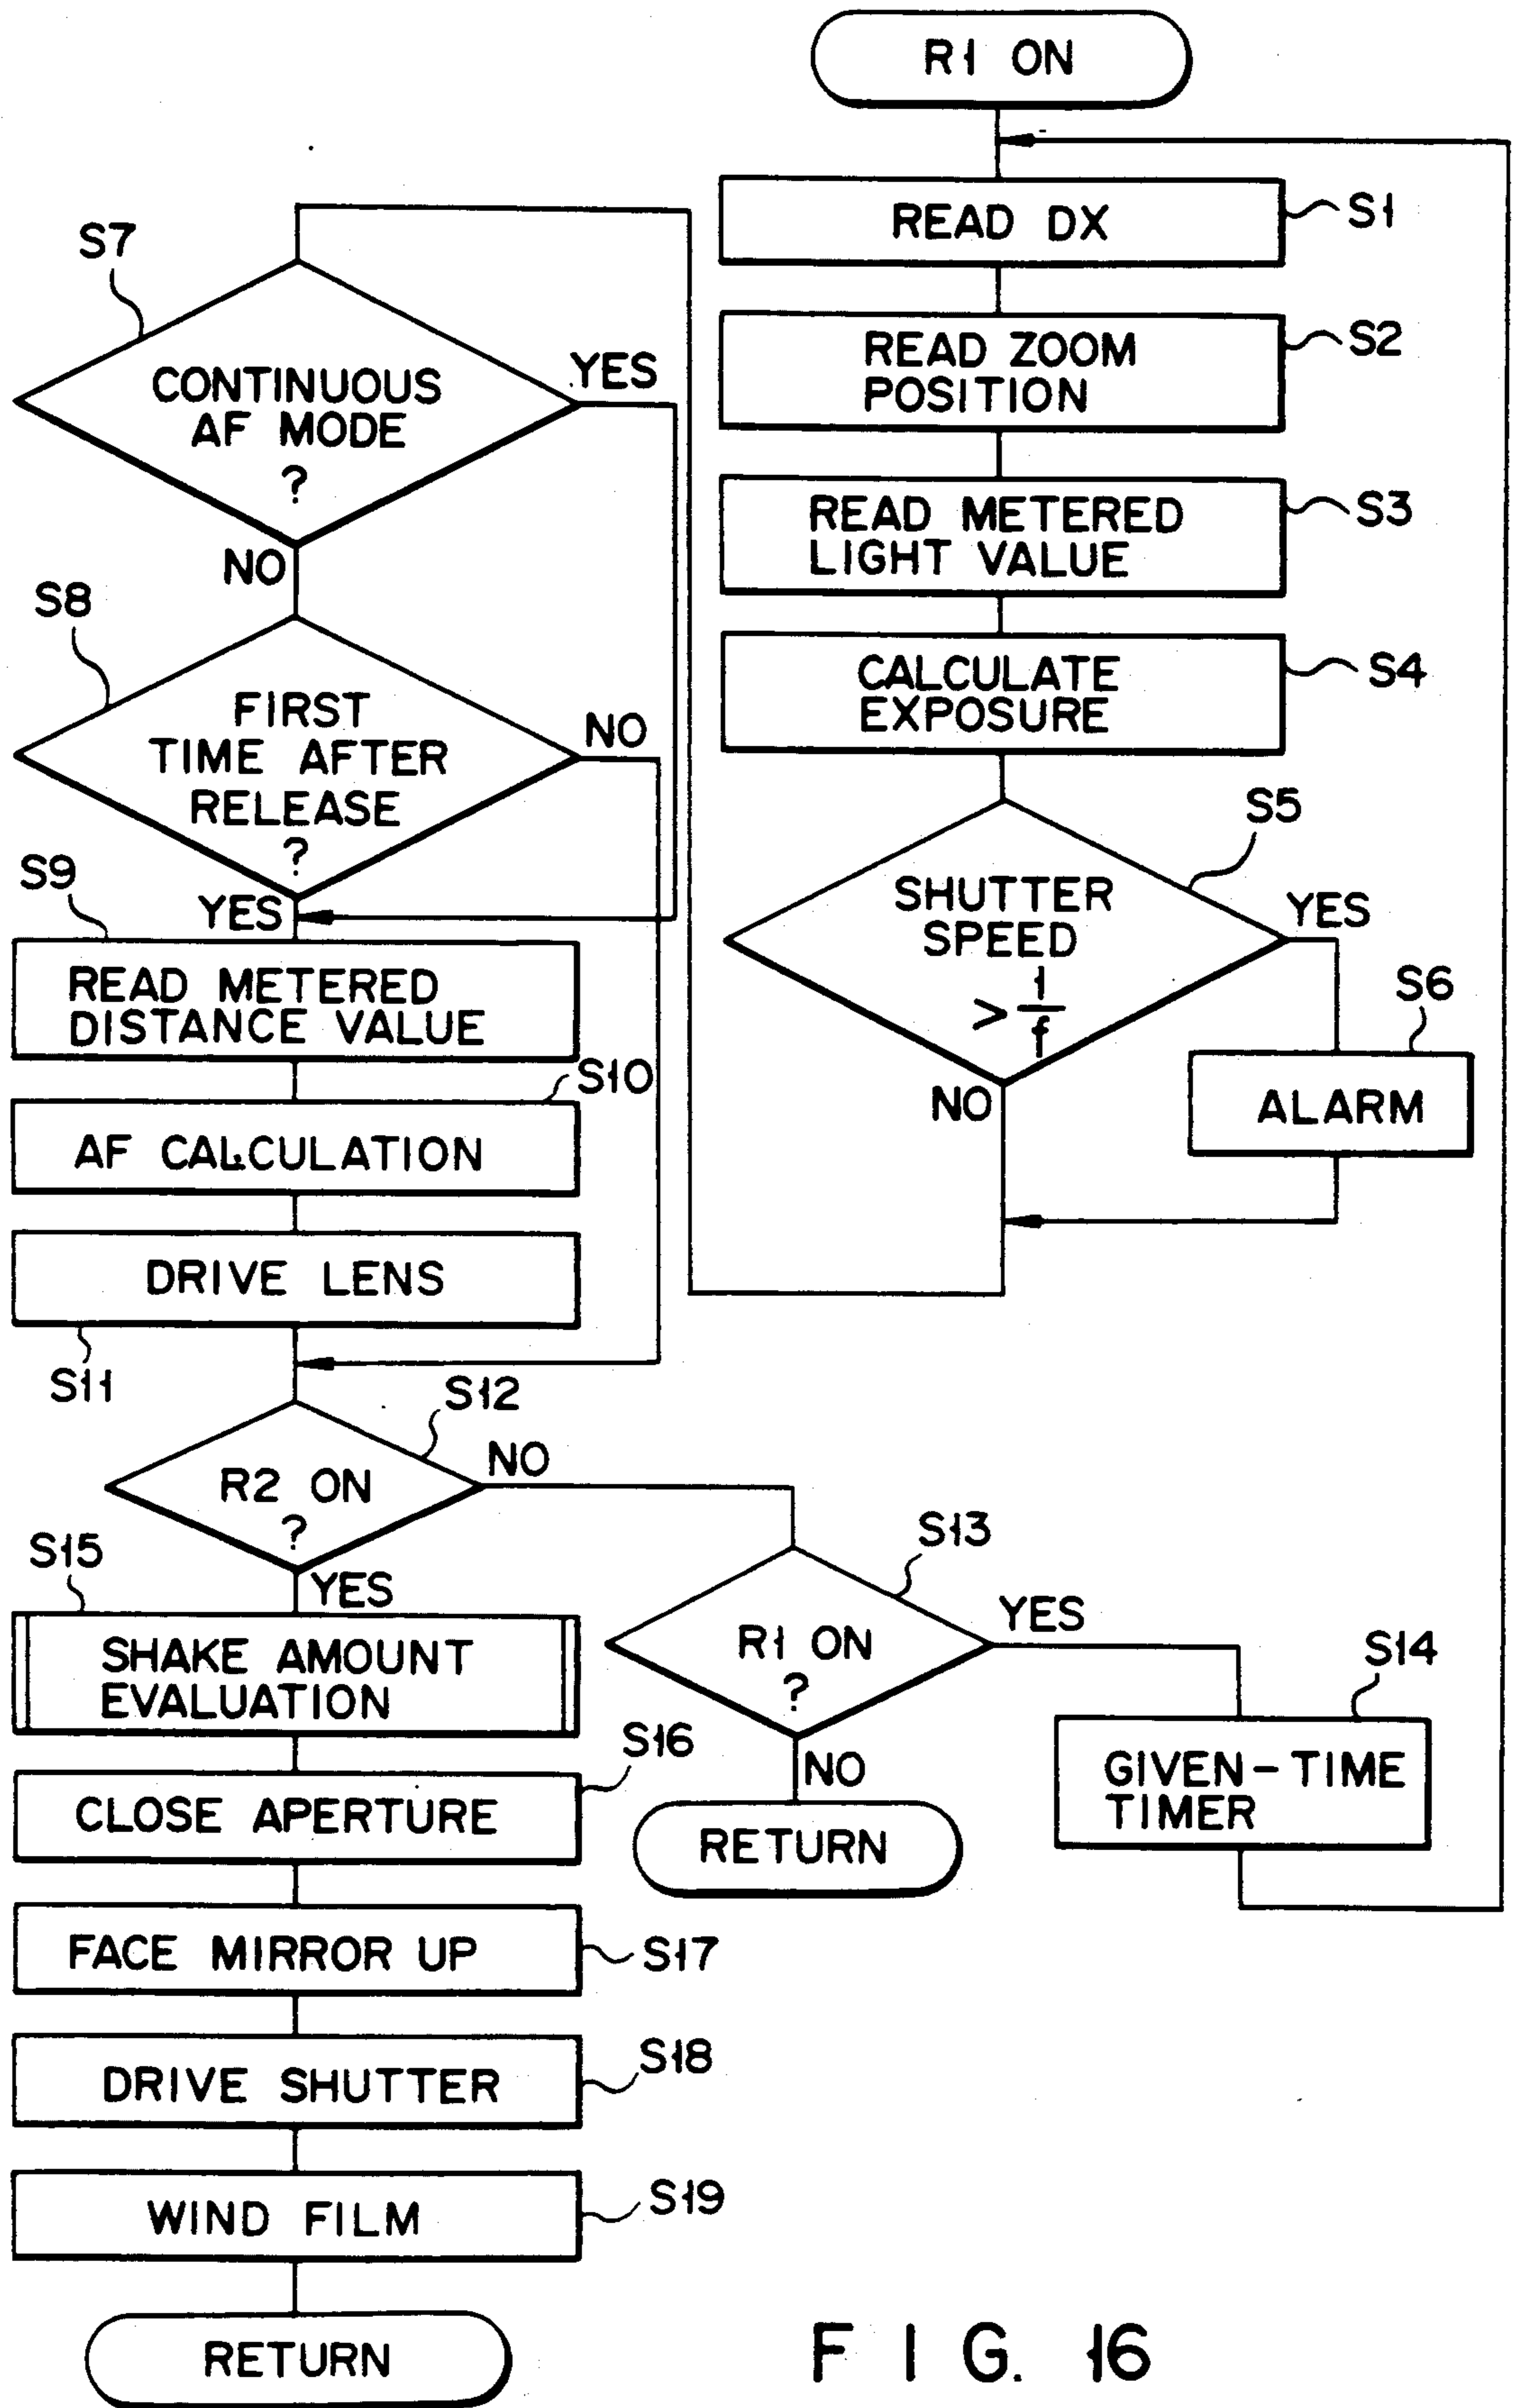 R1 ON
READ DX
S1
READ ZOOM
POSITION
S2
READ METERED
LIGHT VALUE
S3
CALCULATE
EXPOSURE
S4
SHUTTER
SPEED
> 1/f
S5
YES
NO
S6
ALARM
S7
CONTINUOUS
AF MODE
?
YES
NO
S8
FIRST
TIME AFTER
RELEASE
?
NO
YES
S9
READ METERED
DISTANCE VALUE
S10
AF CALCULATION
DRIVE LENS
S11
S12
R2 ON
?
NO
YES
S13
R1 ON
?
YES
NO
RETURN
S14
GIVEN-TIME
TIMER
S15
SHAKE AMOUNT
EVALUATION
S16
CLOSE APERTURE
FACE MIRROR UP
S17
DRIVE SHUTTER
S18
WIND FILM
S19
RETURN
FIG. 16